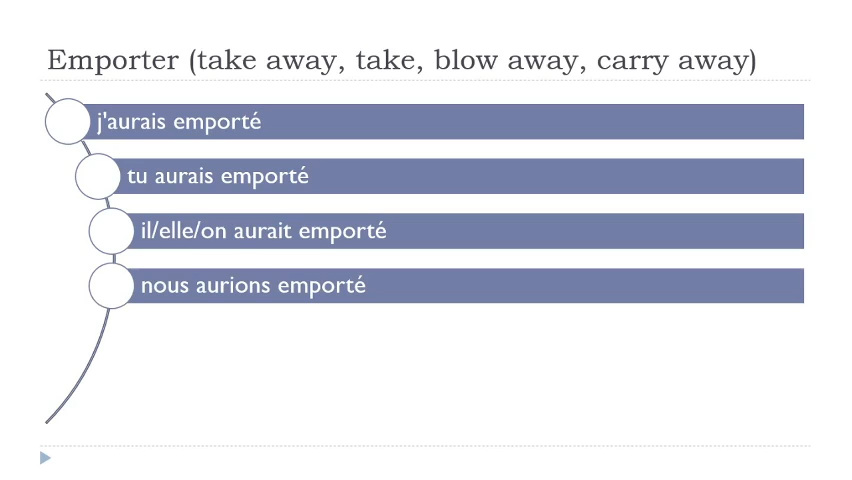 Emporter (take away, take, blow away, carry away)
j'aurais emporté
tu aurais emporté
il/elle/on aurait emporté
nous aurions emporté